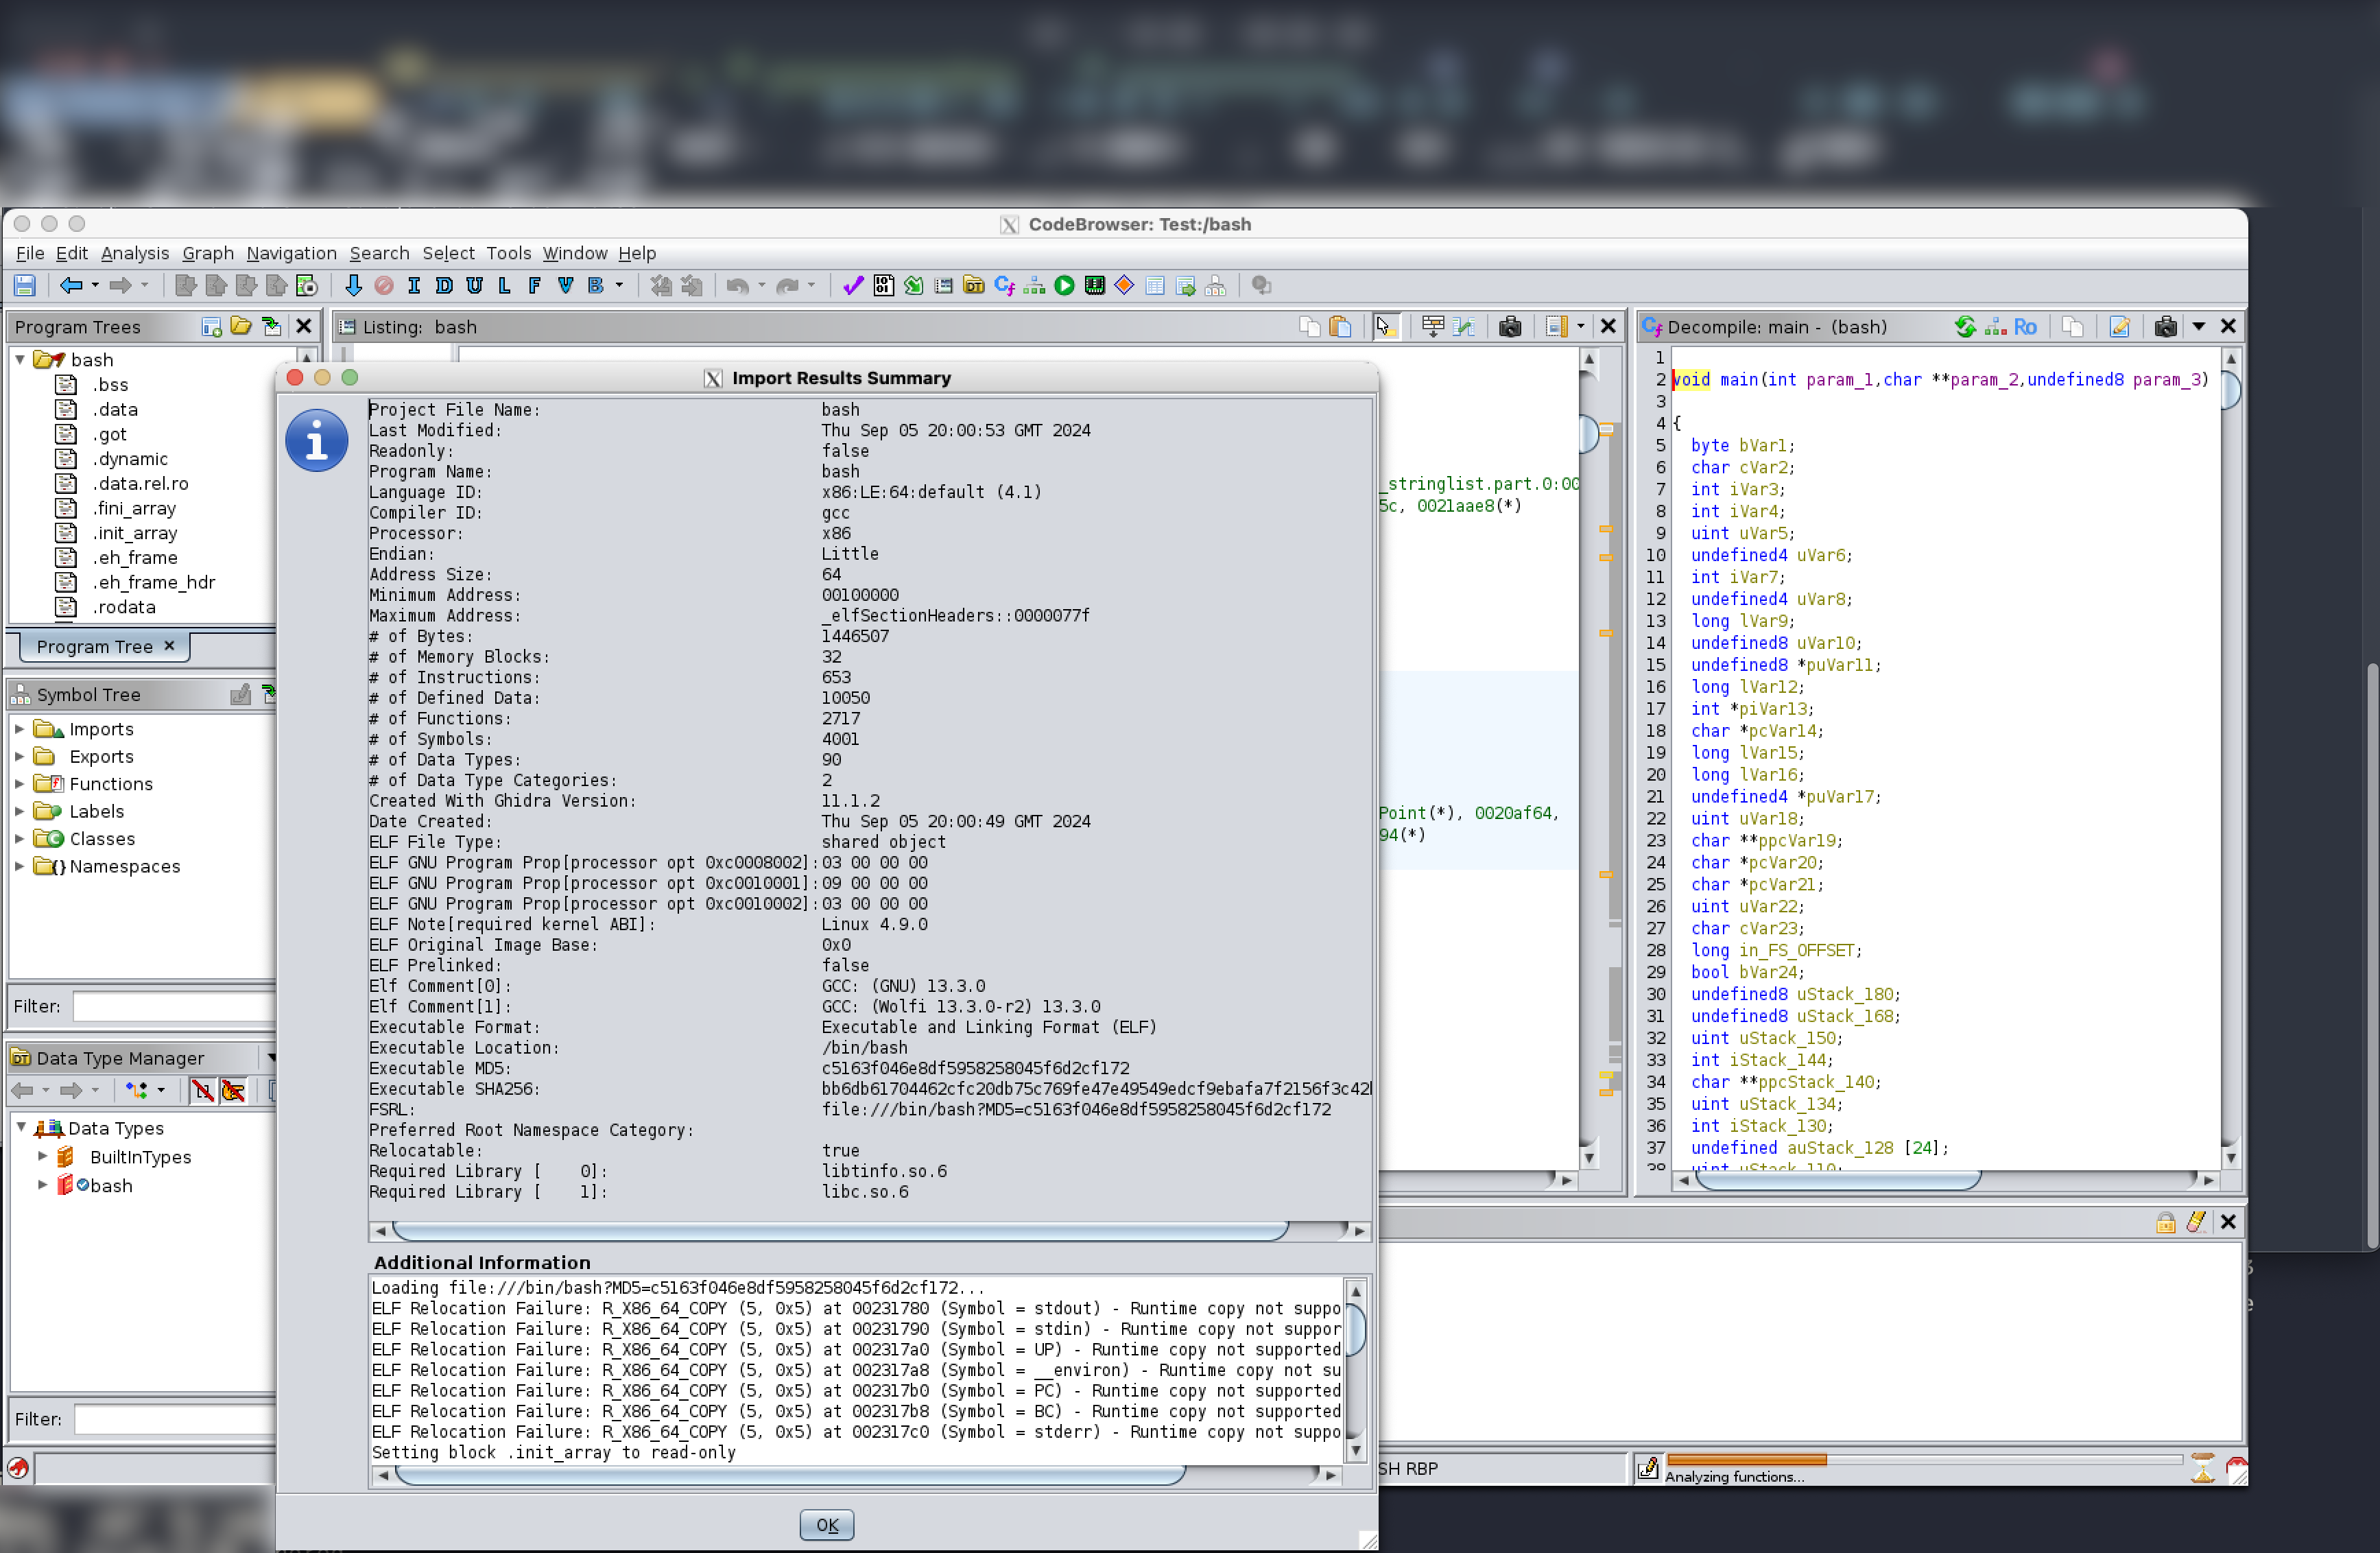 CodeBrowser: Test:/bash
File Edit Analysis Graph Navigation Search Select Tools Window Help
I D U L F V B
Program Trees
bash
.bss
.data
.got
.dynamic
.data.rel.ro
.fini_array
.init_array
.eh_frame
.eh_frame_hdr
.rodata
Program Tree
Symbol Tree
Imports
Exports
Functions
Labels
Classes
Namespaces
Filter:
Data Type Manager
Data Types
BuiltInTypes
bash
Filter:
Listing: bash
_stringlist.part.0:00
5c, 0021aae8(*)
Point(*), 0020af64,
94(*)
Import Results Summary
Project File Name: bash
Last Modified: Thu Sep 05 20:00:53 GMT 2024
Readonly: false
Program Name: bash
Language ID: x86:LE:64:default (4.1)
Compiler ID: gcc
Processor: x86
Endian: Little
Address Size: 64
Minimum Address: 00100000
Maximum Address: _elfSectionHeaders::0000077f
# of Bytes: 1446507
# of Memory Blocks: 32
# of Instructions: 653
# of Defined Data: 10050
# of Functions: 2717
# of Symbols: 4001
# of Data Types: 90
# of Data Type Categories: 2
Created With Ghidra Version: 11.1.2
Date Created: Thu Sep 05 20:00:49 GMT 2024
ELF File Type: shared object
ELF GNU Program Prop[processor opt 0xc0008002]: 03 00 00 00
ELF GNU Program Prop[processor opt 0xc0010001]: 09 00 00 00
ELF GNU Program Prop[processor opt 0xc0010002]: 03 00 00 00
ELF Note[required kernel ABI]: Linux 4.9.0
ELF Original Image Base: 0x0
ELF Prelinked: false
Elf Comment[0]: GCC: (GNU) 13.3.0
Elf Comment[1]: GCC: (Wolfi 13.3.0-r2) 13.3.0
Executable Format: Executable and Linking Format (ELF)
Executable Location: /bin/bash
Executable MD5: c5163f046e8df5958258045f6d2cf172
Executable SHA256: bb6db61704462cfc20db75c769fe47e49549edcf9ebafa7f2156f3c42
FSRL: file:///bin/bash?MD5=c5163f046e8df5958258045f6d2cf172
Preferred Root Namespace Category:
Relocatable: true
Required Library [ 0]: libtinfo.so.6
Required Library [ 1]: libc.so.6
Additional Information
Loading file:///bin/bash?MD5=c5163f046e8df5958258045f6d2cf172...
ELF Relocation Failure: R_X86_64_COPY (5, 0x5) at 00231780 (Symbol = stdout) - Runtime copy not suppo
ELF Relocation Failure: R_X86_64_COPY (5, 0x5) at 00231790 (Symbol = stdin) - Runtime copy not suppor
ELF Relocation Failure: R_X86_64_COPY (5, 0x5) at 002317a0 (Symbol = UP) - Runtime copy not supported
ELF Relocation Failure: R_X86_64_COPY (5, 0x5) at 002317a8 (Symbol = __environ) - Runtime copy not su
ELF Relocation Failure: R_X86_64_COPY (5, 0x5) at 002317b0 (Symbol = PC) - Runtime copy not supported
ELF Relocation Failure: R_X86_64_COPY (5, 0x5) at 002317b8 (Symbol = BC) - Runtime copy not supported
ELF Relocation Failure: R_X86_64_COPY (5, 0x5) at 002317c0 (Symbol = stderr) - Runtime copy not suppo
Setting block .init_array to read-only
OK
Decompile: main - (bash)
Ro
1
2 void main(int param_1,char **param_2,undefined8 param_3)
3
4 {
5 byte bVar1;
6 char cVar2;
7 int iVar3;
8 int iVar4;
9 uint uVar5;
10 undefined4 uVar6;
11 int iVar7;
12 undefined4 uVar8;
13 long lVar9;
14 undefined8 uVar10;
15 undefined8 *puVar11;
16 long lVar12;
17 int *piVar13;
18 char *pcVar14;
19 long lVar15;
20 long lVar16;
21 undefined4 *puVar17;
22 uint uVar18;
23 char **ppcVar19;
24 char *pcVar20;
25 char *pcVar21;
26 uint uVar22;
27 char cVar23;
28 long in_FS_OFFSET;
29 bool bVar24;
30 undefined8 uStack_180;
31 undefined8 uStack_168;
32 uint uStack_150;
33 int iStack_144;
34 char **ppcStack_140;
35 uint uStack_134;
36 int iStack_130;
37 undefined auStack_128 [24];
38 uint uStack_110;
SH RBP
Analyzing functions...